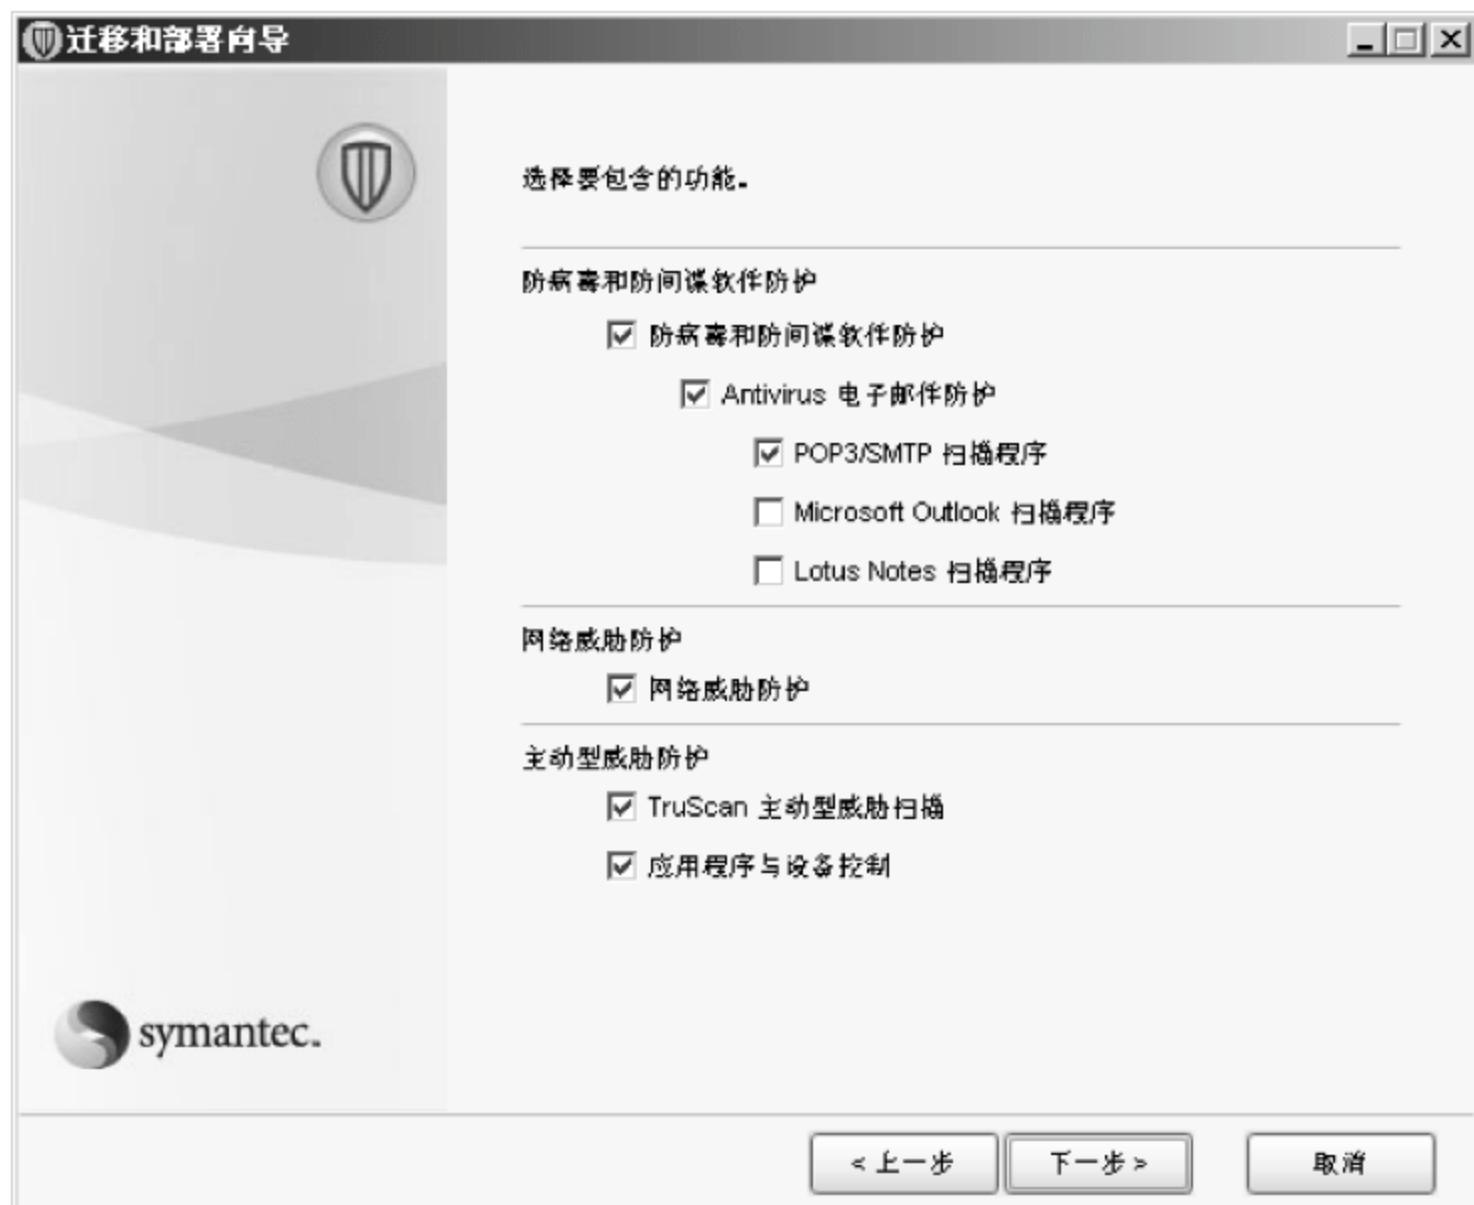 迁移和部署向导
选择要包含的功能。
防病毒和防间谍软件防护
防病毒和防间谍软件防护
Antivirus 电子邮件防护
POP3/SMTP 扫描程序
Microsoft Outlook 扫描程序
Lotus Notes 扫描程序
网络威胁防护
网络威胁防护
主动型威胁防护
TruScan 主动型威胁扫描
应用程序与设备控制
symantec.
< 上一步 下一步 > 取消